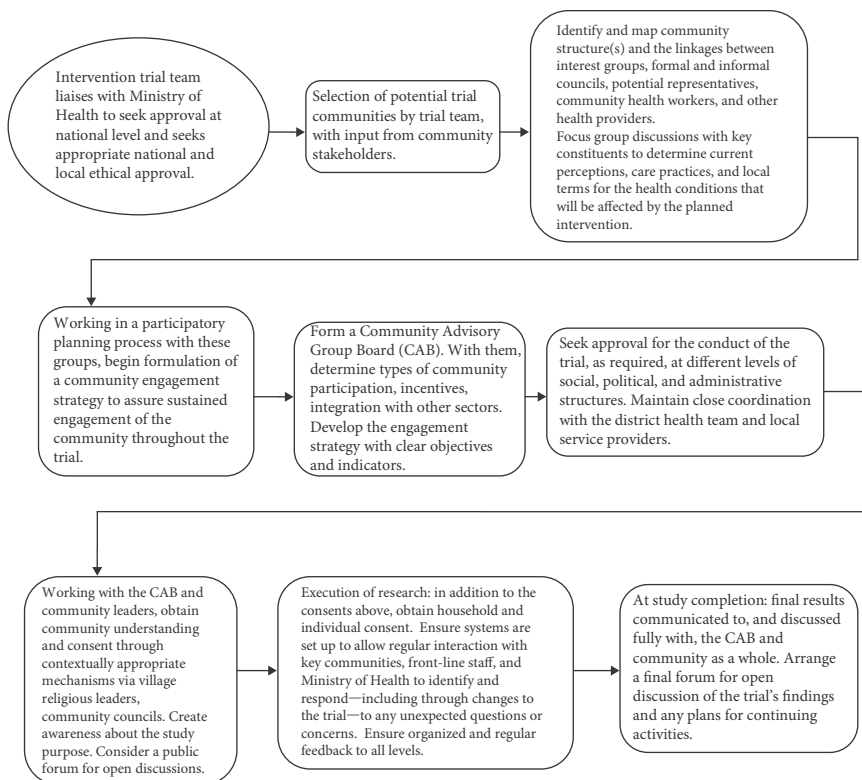 Intervention trial team
liaises with Ministry of
Health to seek approval at
national level and seeks
appropriate national and
local ethical approval.
Selection of potential trial
communities by trial team,
with input from community
stakeholders.
Identify and map community
structure(s) and the linkages between
interest groups, formal and informal
councils, potential representatives,
community health workers, and other
health providers.
Focus group discussions with key
constituents to determine current
perceptions, care practices, and local
terms for the health conditions that
will be affected by the planned
intervention.
Working in a participatory
planning process with these
groups, begin formulation of
a community engagement
strategy to assure sustained
engagement of the
community throughout the
trial.
Form a Community Advisory
Group Board (CAB). With them,
determine types of community
participation, incentives,
integration with other sectors.
Develop the engagement
strategy with clear objectives
and indicators.
Seek approval for the conduct of the
trial, as required, at different levels of
social, political, and administrative
structures. Maintain close coordination
with the district health team and local
service providers.
Working with the CAB and
community leaders, obtain
community understanding
and consent through
contextually appropriate
mechanisms via village
religious leaders,
community councils. Create
awareness about the study
purpose. Consider a public
forum for open discussions.
Execution of research: in addition to the
consents above, obtain household and
individual consent. Ensure systems are
set up to allow regular interaction with
key communities, front-line staff, and
Ministry of Health to identify and
respond—including through changes to
the trial—to any unexpected questions or
concerns. Ensure organized and regular
feedback to all levels.
At study completion: final results
communicated to, and discussed
fully with, the CAB and
community as a whole. Arrange
a final forum for open
discussion of the trial's findings
and any plans for continuing
activities.